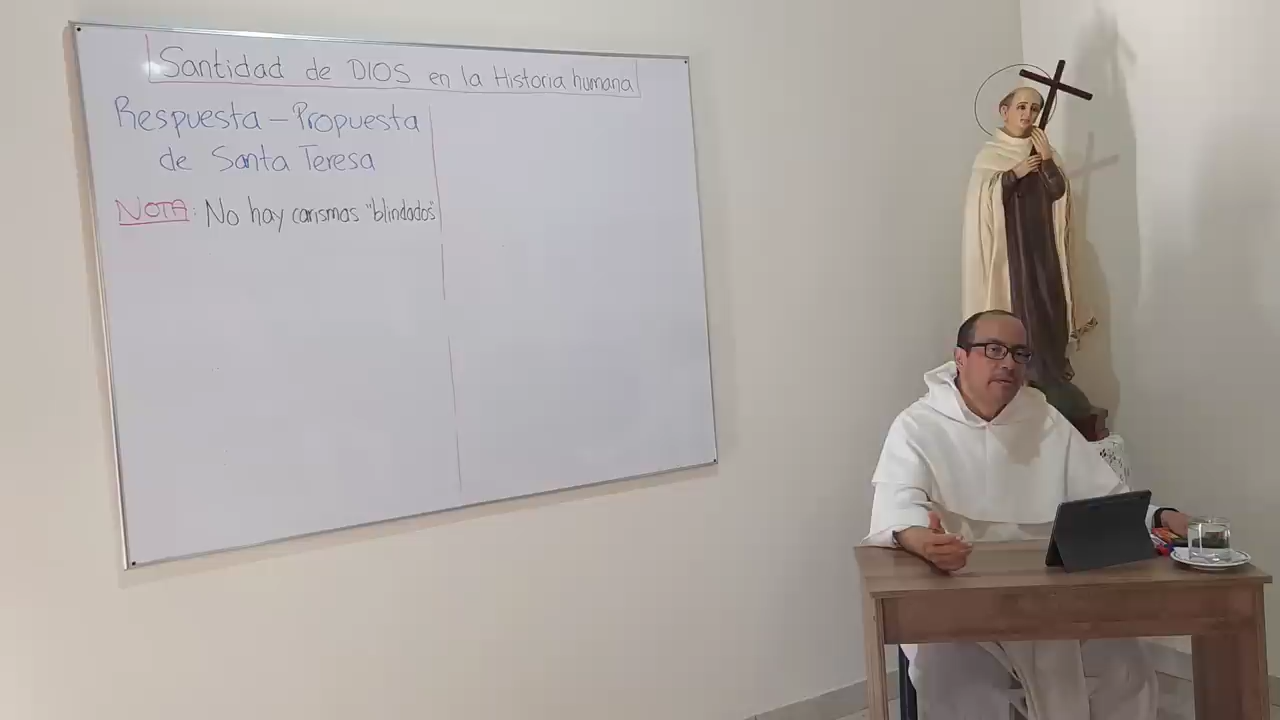 Santidad de DIOS en la Historia humana
Respuesta - Propuesta
de Santa Teresa
NOTA: No hay carismas "blindados"